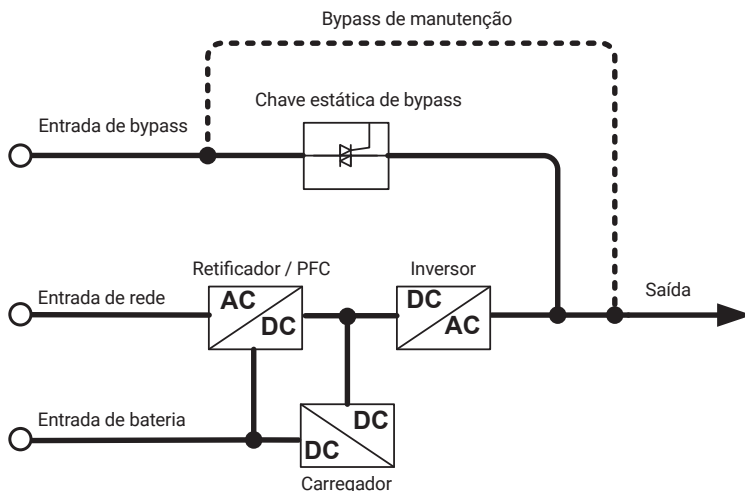 Bypass de manutenção
Chave estática de bypass
Entrada de bypass
Retificador / PFC
Inversor
Entrada de rede
AC
DC
DC
AC
Saída
Entrada de bateria
DC
DC
Carregador